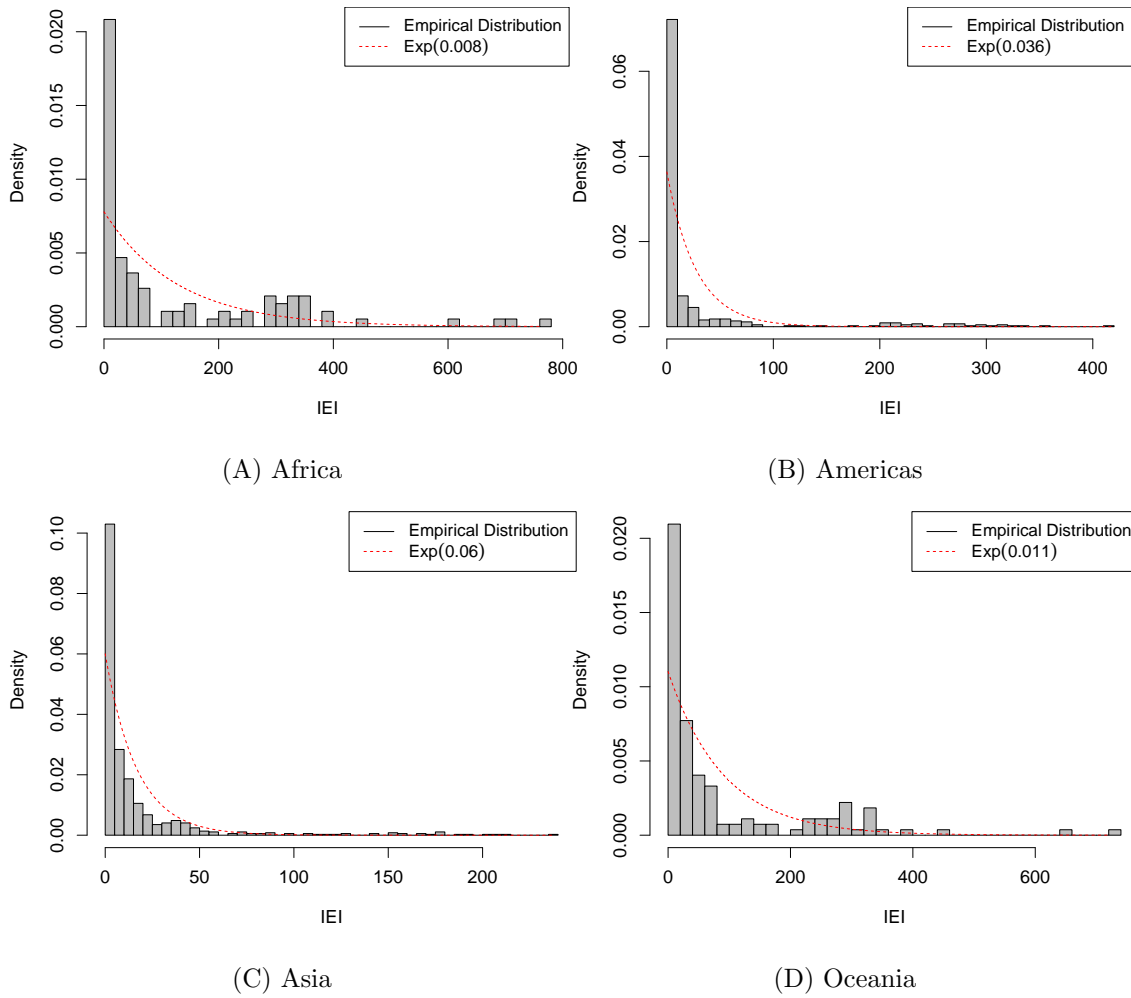 Empirical Distribution
Exp(0.008)
Density
0.000
0.005
0.010
0.015
0.020
0
200
400
600
800
IEI
(A) Africa
Empirical Distribution
Exp(0.036)
Density
0.00
0.02
0.04
0.06
0
100
200
300
400
IEI
(B) Americas
Empirical Distribution
Exp(0.06)
Density
0.00
0.02
0.04
0.06
0.08
0.10
0
50
100
150
200
IEI
(C) Asia
Empirical Distribution
Exp(0.011)
Density
0.000
0.005
0.010
0.015
0.020
0
200
400
600
IEI
(D) Oceania